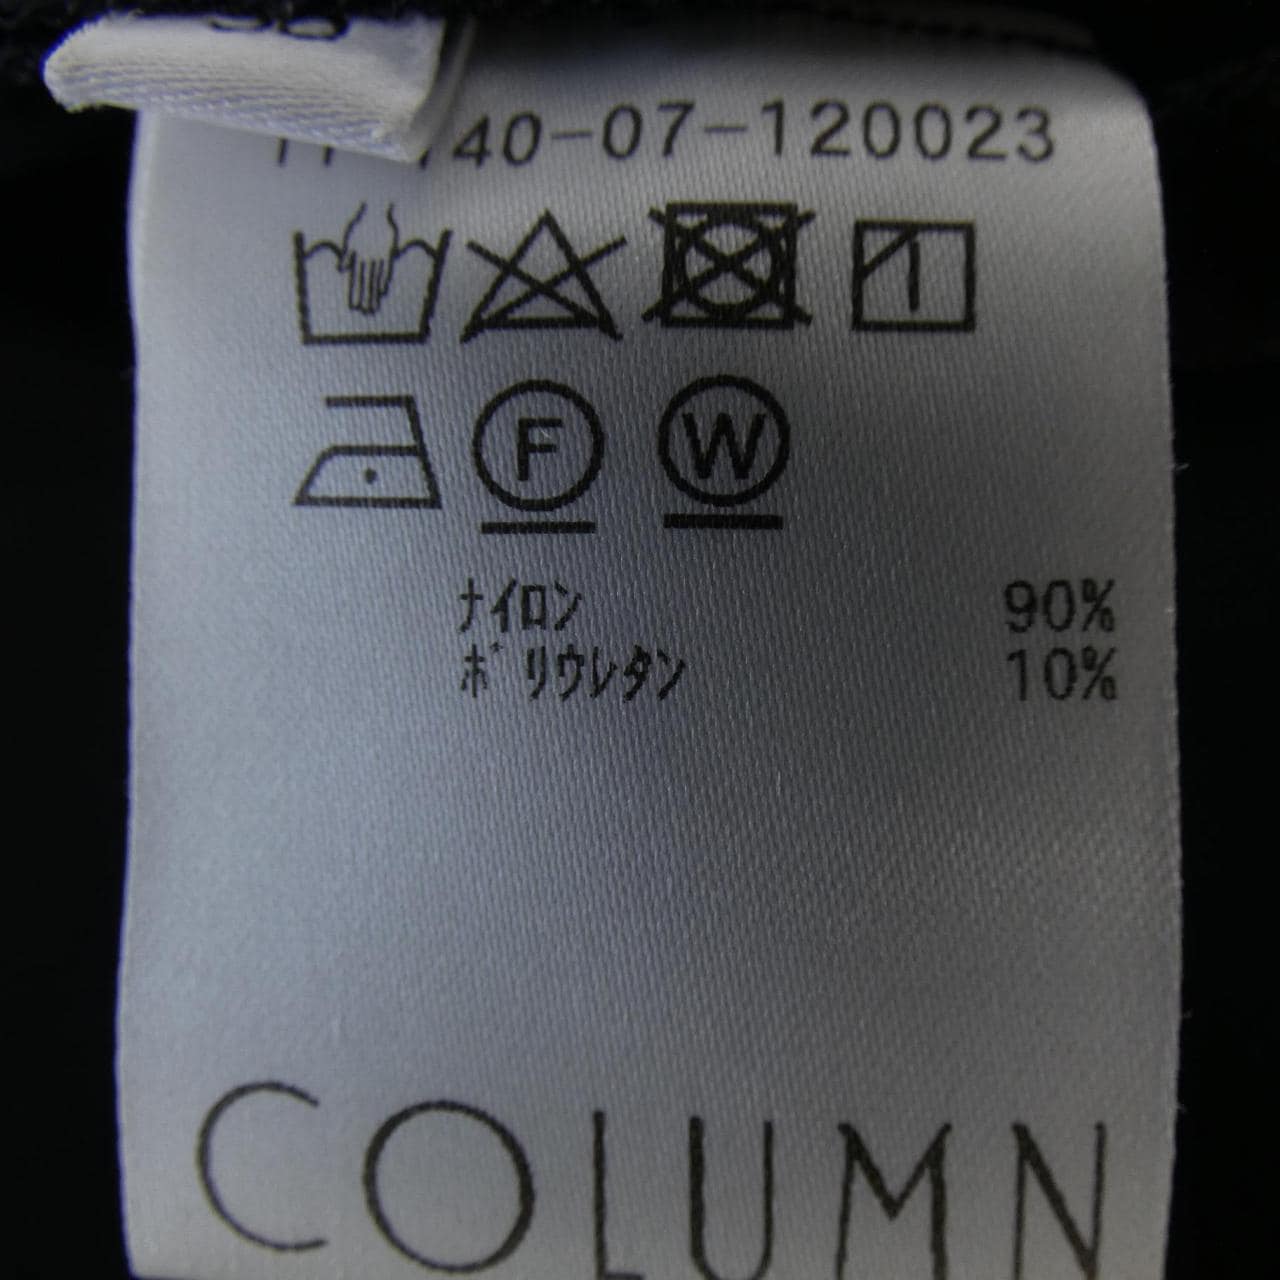 40-07-120023
F W
ﾅｲﾛﾝ 90%
ﾎﾟﾘｳﾚﾀﾝ 10%
COLUMN